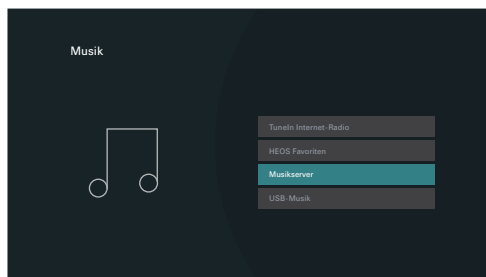 Musik
TuneIn Internet-Radio
HEOS Favoriten
Musikserver
USB-Musik